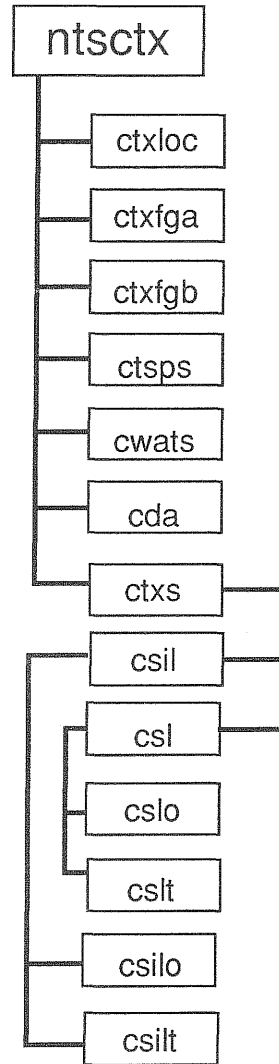 ntsctx
ctxloc
ctxfga
ctxfgb
ctsps
cwats
cda
ctxs
csil
csl
cslo
cslt
csilo
csilt